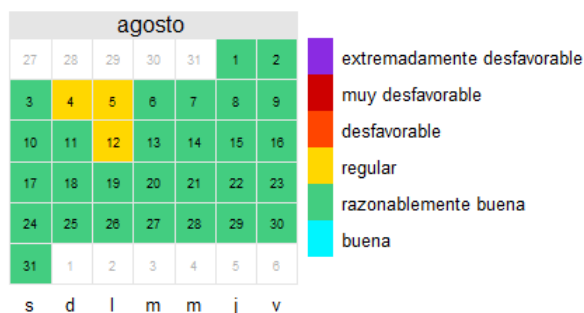 agosto
27 28 29 30 31 1 2
3 4 5 6 7 8 9
10 11 12 13 14 15 16
17 18 19 20 21 22 23
24 25 26 27 28 29 30
31 1 2 3 4 5 6
s d l m m j v
extremadamente desfavorable
muy desfavorable
desfavorable
regular
razonablemente buena
buena